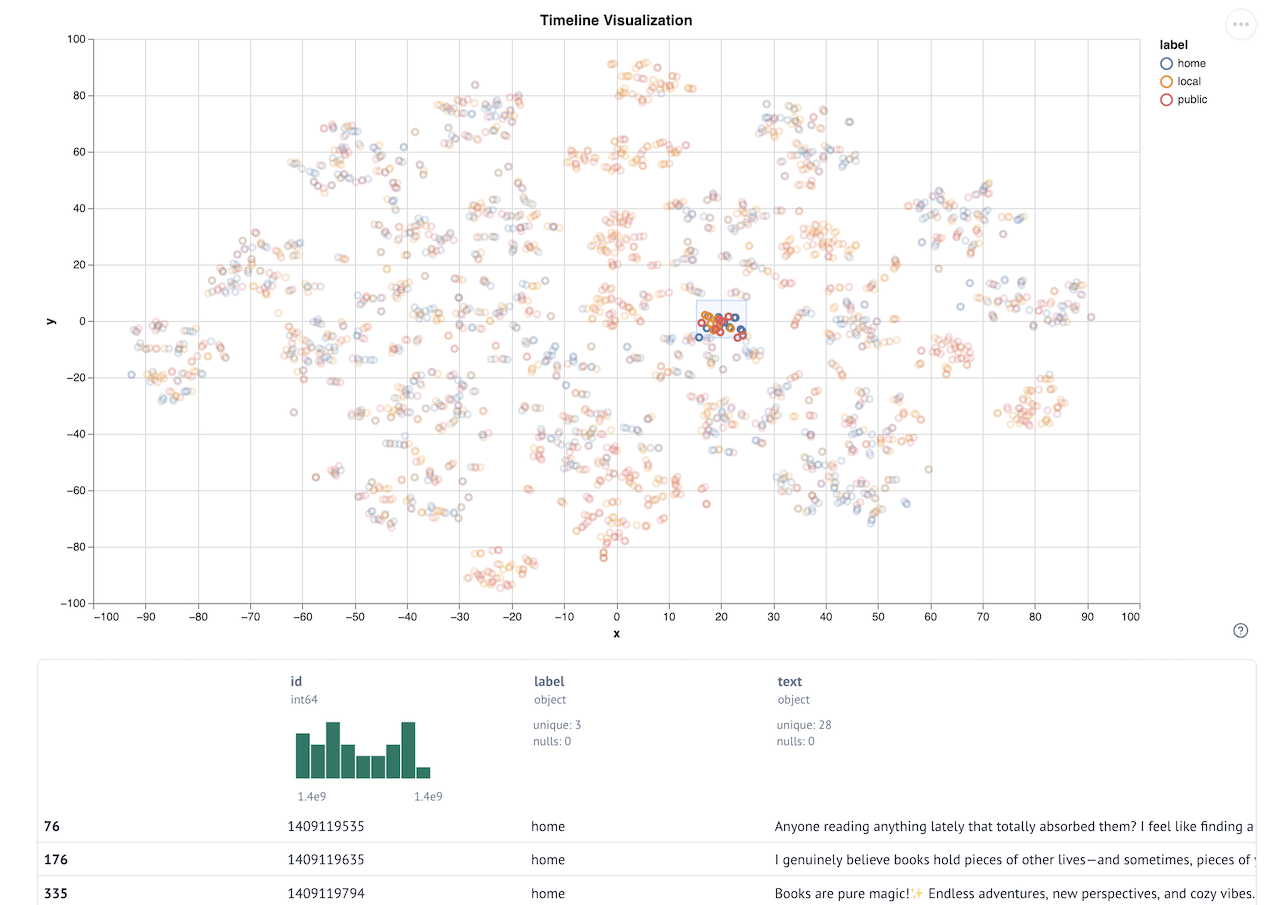 Timeline Visualization
label
home
local
public
100
80
60
40
20
0
−20
−40
−60
−80
−100
y
−100 −90 −80 −70 −60 −50 −40 −30 −20 −10 0 10 20 30 40 50 60 70 80 90 100
x
id label text
int64 object object
unique: 3 unique: 28
nulls: 0 nulls: 0
1.4e9 1.4e9
76 1409119535 home Anyone reading anything lately that totally absorbed them? I feel like finding a
176 1409119635 home I genuinely believe books hold pieces of other lives—and sometimes, pieces of
335 1409119794 home Books are pure magic!✨ Endless adventures, new perspectives, and cozy vibes.